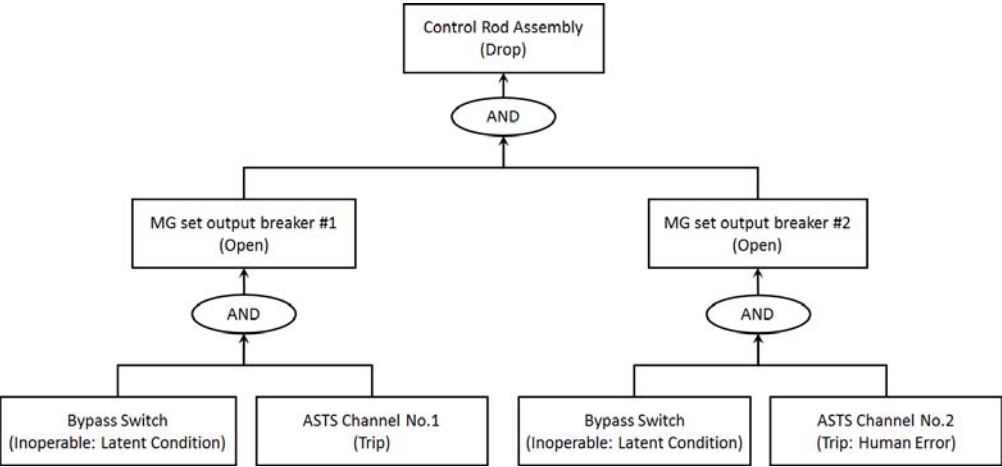 Control Rod Assembly
(Drop)
AND
MG set output breaker #1
(Open)
MG set output breaker #2
(Open)
AND
AND
Bypass Switch
(Inoperable: Latent Condition)
ASTS Channel No.1
(Trip)
Bypass Switch
(Inoperable: Latent Condition)
ASTS Channel No.2
(Trip: Human Error)